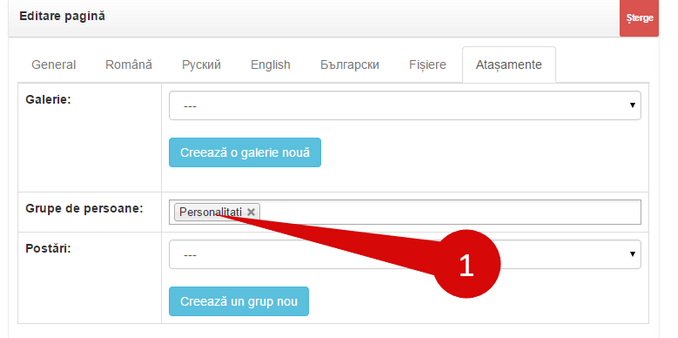 Editare pagină
Șterge
General Română Руский English Български Fișiere Atașamente
Galerie:
---
Creează o galerie nouă
Grupe de persoane:
Personalitati ×
1
Postări:
---
Creează un grup nou